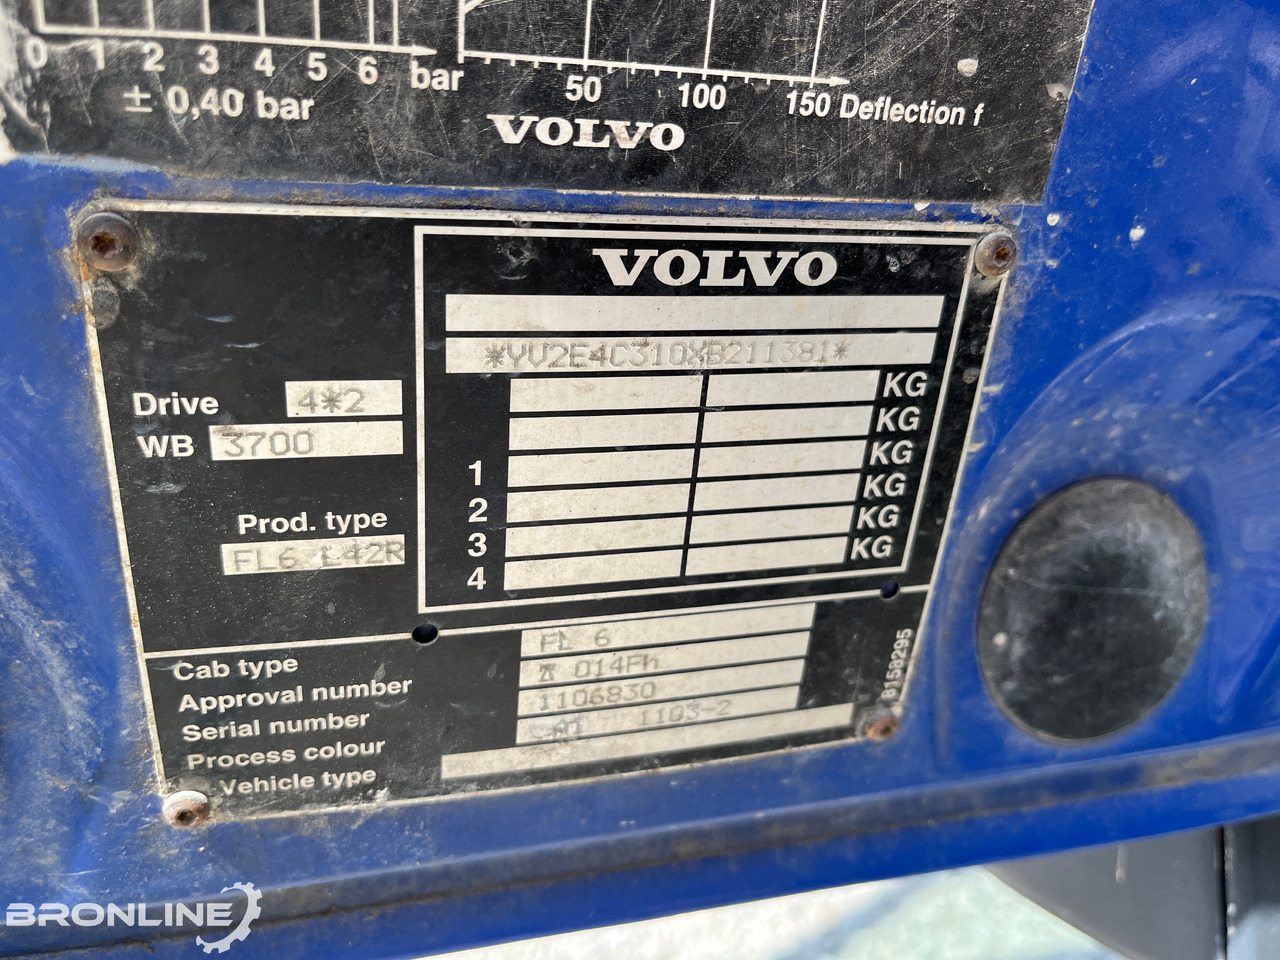 0 1 2 3 4 5 6 bar
± 0,40 bar
50 100 150 Deflection f
VOLVO
VOLVO
*YV2E4C310XB211381*
Drive 4*2
WB 3700
KG
KG
1 KG
2 KG
3 KG
4 KG
Prod. type
FL6 L42R
Cab type FL 6
Approval number 014Fh
Serial number 1106830
Process colour 1103-2
Vehicle type
8158295
BRONLINE